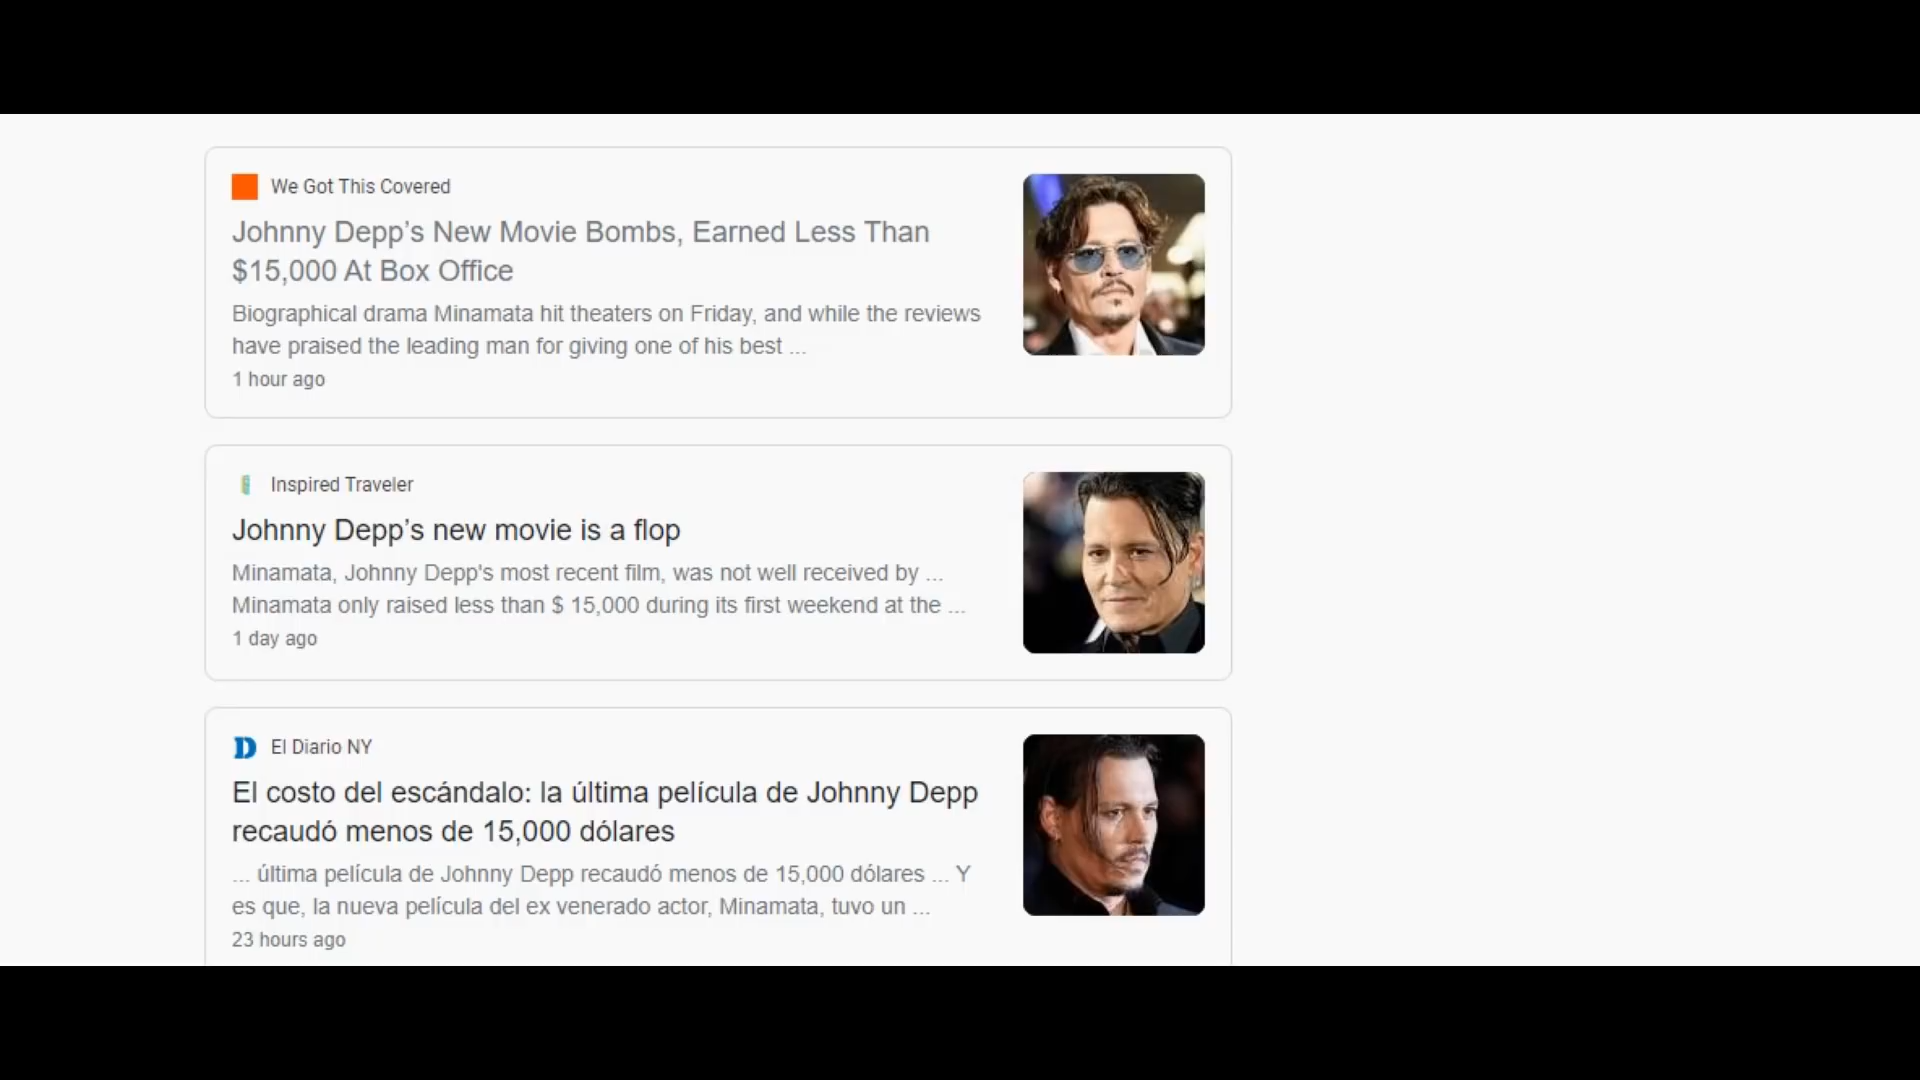 We Got This Covered
Johnny Depp’s New Movie Bombs, Earned Less Than
$15,000 At Box Office
Biographical drama Minamata hit theaters on Friday, and while the reviews
have praised the leading man for giving one of his best ...
1 hour ago
Inspired Traveler
Johnny Depp’s new movie is a flop
Minamata, Johnny Depp's most recent film, was not well received by ...
Minamata only raised less than $ 15,000 during its first weekend at the ...
1 day ago
El Diario NY
El costo del escándalo: la última película de Johnny Depp
recaudó menos de 15,000 dólares
... última película de Johnny Depp recaudó menos de 15,000 dólares ... Y
es que, la nueva película del ex venerado actor, Minamata, tuvo un ...
23 hours ago